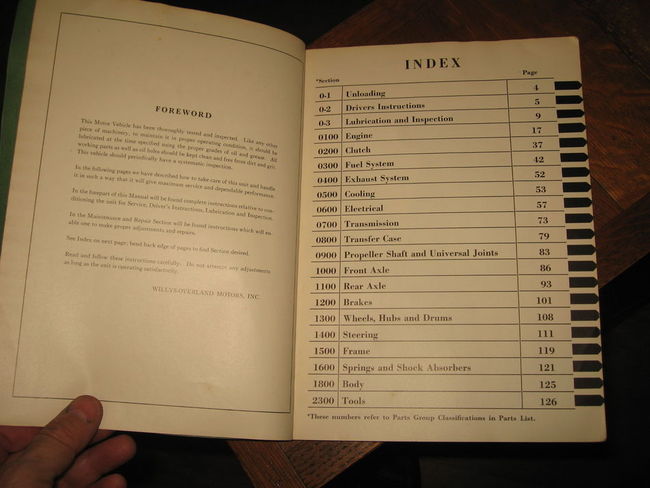 FOREWORD
This Motor Vehicle has been thoroughly tested and inspected. Like any other
piece of machinery, to maintain it in proper operating condition, it should be
lubricated at the time specified using the proper grades of oil and grease. All
working parts as well as oil holes should be kept clean and free from dirt and grit.
This vehicle should periodically have a systematic inspection.
In the following pages we have described how to take care of this unit and handle
it in such a way that it will give maximum service and dependable performance.
In the forepart of this Manual will be found complete instructions relative to con-
ditioning the unit for Service, Driver's Instructions, Lubrication and Inspection.
In the Maintenance and Repair Section will be found instructions which will en-
able one to make proper adjustments and repairs.
See Index on next page, bend back edge of pages to find Section desired.
Read and follow these instructions carefully. Do not attempt any adjustments
as long as the unit is operating satisfactorily.
WILLYS-OVERLAND MOTORS, INC.
INDEX
*Section Page
0-1 Unloading 4
0-2 Drivers Instructions 5
0-3 Lubrication and Inspection 9
0100 Engine 17
0200 Clutch 37
0300 Fuel System 42
0400 Exhaust System 52
0500 Cooling 53
0600 Electrical 57
0700 Transmission 73
0800 Transfer Case 79
0900 Propeller Shaft and Universal Joints 83
1000 Front Axle 86
1100 Rear Axle 93
1200 Brakes 101
1300 Wheels, Hubs and Drums 108
1400 Steering 111
1500 Frame 119
1600 Springs and Shock Absorbers 121
1800 Body 125
2300 Tools 126
*These numbers refer to Parts Group Classifications in Parts List.